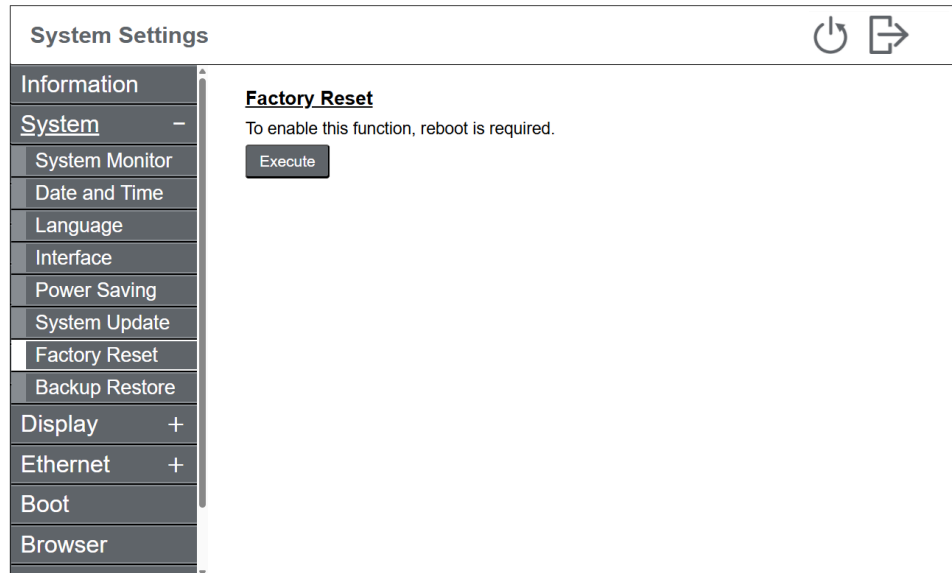 System Settings
Information
System −
System Monitor
Date and Time
Language
Interface
Power Saving
System Update
Factory Reset
Backup Restore
Display +
Ethernet +
Boot
Browser
Factory Reset
To enable this function, reboot is required.
Execute